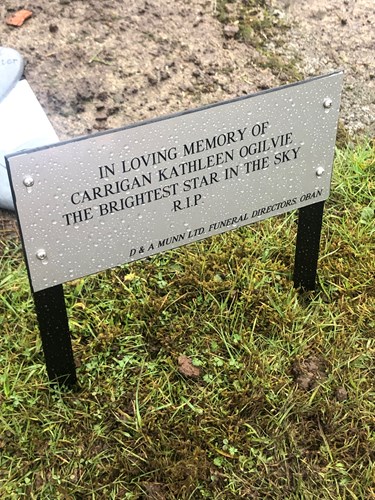 IN LOVING MEMORY OF
CARRIGAN KATHLEEN OGILVIE
THE BRIGHTEST STAR IN THE SKY
R.I.P
D & A MUNN LTD. FUNERAL DIRECTORS. OBAN